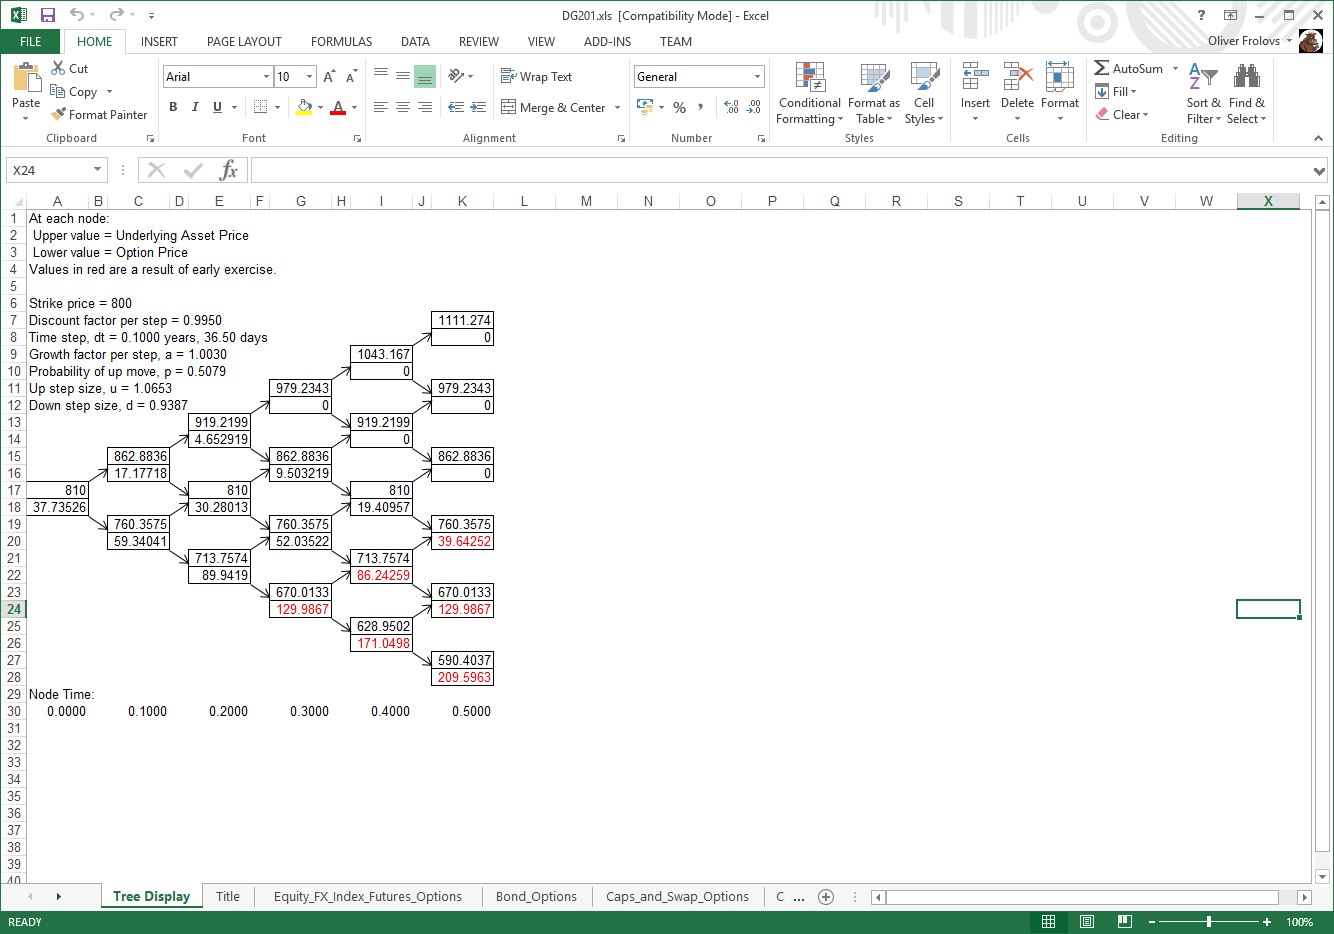 DG201.xls [Compatibility Mode] - Excel
FILE HOME INSERT PAGE LAYOUT FORMULAS DATA REVIEW VIEW ADD-INS TEAM Oliver Frolovs
Paste
Cut
Copy
Format Painter
Clipboard
Arial 10
B I U
Font
Wrap Text
Merge & Center
Alignment
General
%
Number
Conditional Formatting
Format as Table
Cell Styles
Styles
Insert Delete Format
Cells
AutoSum
Fill
Clear
Sort & Filter
Find & Select
Editing
X24 fx
A B C D E F G H I J K L M N O P Q R S T U V W X
1 At each node:
2 Upper value = Underlying Asset Price
3 Lower value = Option Price
4 Values in red are a result of early exercise.
5
6 Strike price = 800
7 Discount factor per step = 0.9950 1111.274
8 Time step, dt = 0.1000 years, 36.50 days 0
9 Growth factor per step, a = 1.0030 1043.167
10 Probability of up move, p = 0.5079 0
11 Up step size, u = 1.0653 979.2343 979.2343
12 Down step size, d = 0.9387 0 0
13 919.2199 919.2199
14 4.652919 0
15 862.8836 862.8836 862.8836
16 17.17718 9.503219 0
17 810 810 810
18 37.73526 30.28013 19.40957
19 760.3575 760.3575 760.3575
20 59.34041 52.03522 39.64252
21 713.7574 713.7574
22 89.9419 86.24259
23 670.0133 670.0133
24 129.9867 129.9867
25 628.9502
26 171.0498
27 590.4037
28 209.5963
29 Node Time:
30 0.0000 0.1000 0.2000 0.3000 0.4000 0.5000
31
32
33
34
35
36
37
38
39
40
Tree Display Title Equity_FX_Index_Futures_Options Bond_Options Caps_and_Swap_Options C ...
READY 100%